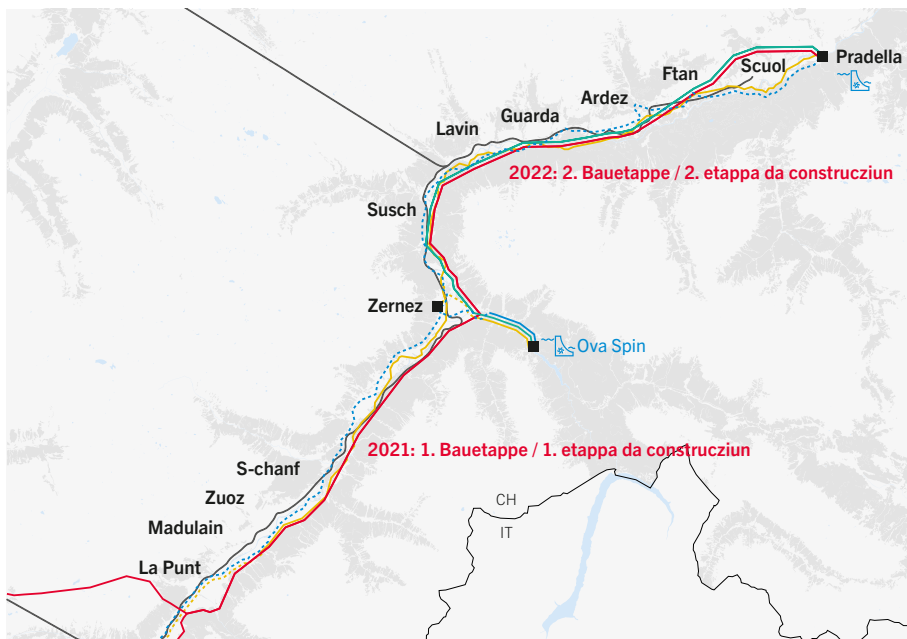 Pradella
Scuol
Ftan
Ardez
Guarda
Lavin
2022: 2. Bauetappe / 2. etappa da construcziun
Susch
Zernez
Ova Spin
2021: 1. Bauetappe / 1. etappa da construcziun
S-chanf
Zuoz
CH
Madulain
IT
La Punt